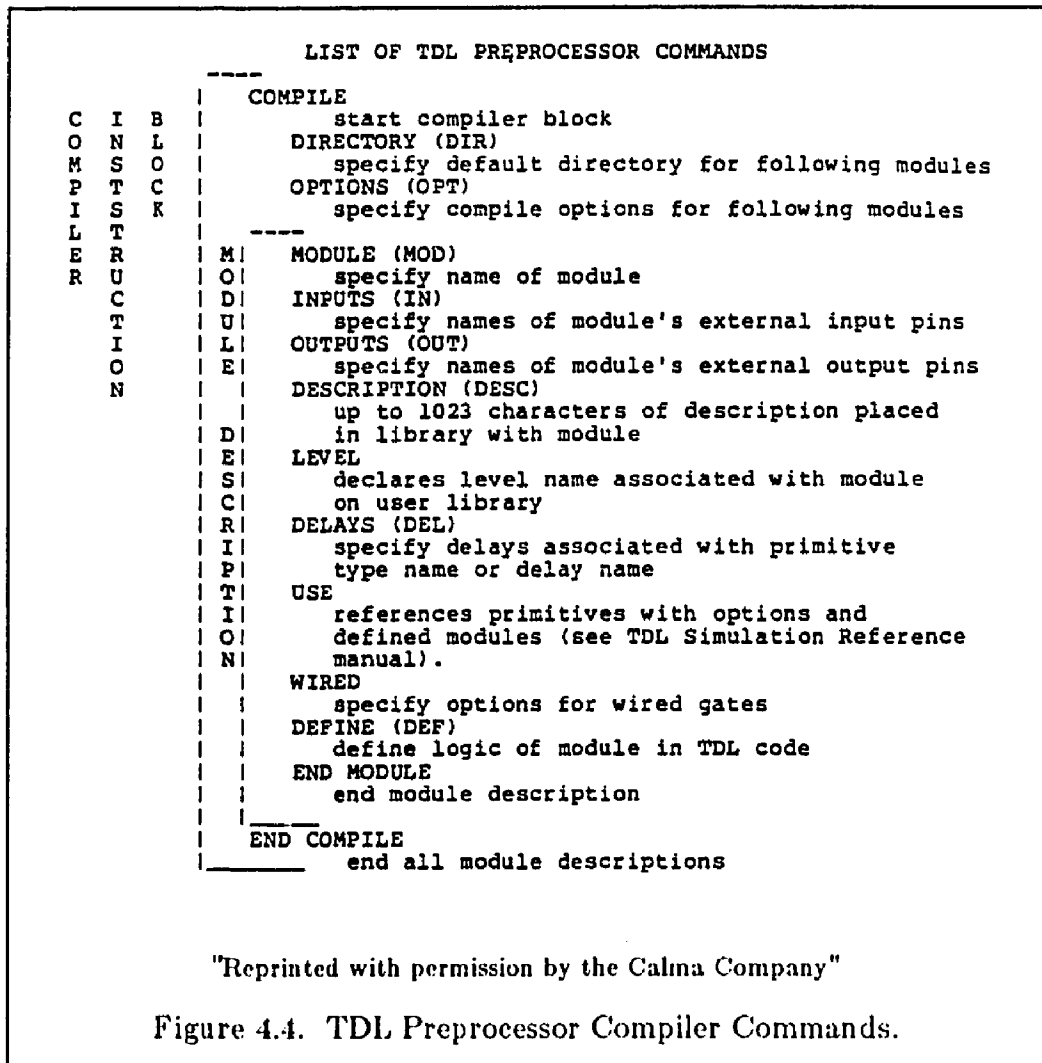 LIST OF TDL PREPROCESSOR COMMANDS
COMPILER
INSTSTRUCTION
BLOCK
COMPILE
start compiler block
DIRECTORY (DIR)
specify default directory for following modules
OPTIONS (OPT)
specify compile options for following modules
MODULE DESCRIPTION
MODULE (MOD)
specify name of module
INPUTS (IN)
specify names of module's external input pins
OUTPUTS (OUT)
specify names of module's external output pins
DESCRIPTION (DESC)
up to 1023 characters of description placed
in library with module
LEVEL
declares level name associated with module
on user library
DELAYS (DEL)
specify delays associated with primitive
type name or delay name
USE
references primitives with options and
defined modules (see TDL Simulation Reference
manual).
WIRED
specify options for wired gates
DEFINE (DEF)
define logic of module in TDL code
END MODULE
end module description
END COMPILE
end all module descriptions
"Reprinted with permission by the Calma Company"
Figure 4.4. TDL Preprocessor Compiler Commands.